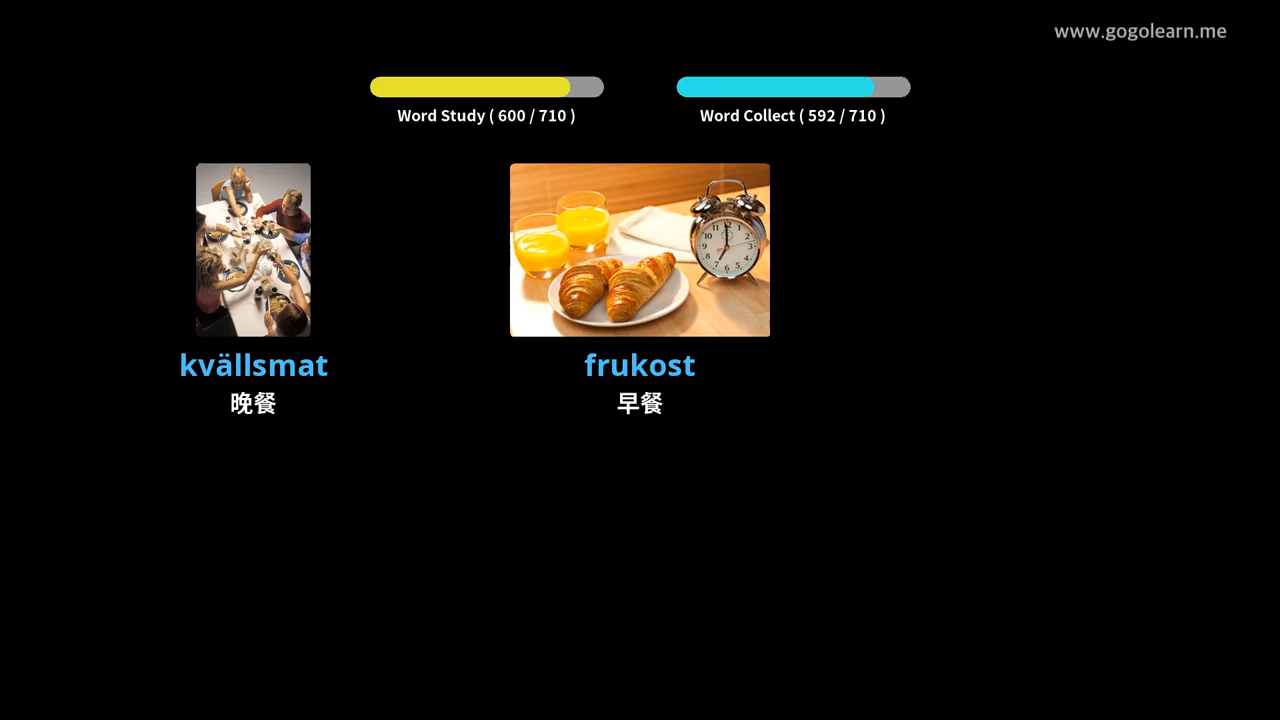 www.gogolearn.me
Word Study ( 600 / 710 )
Word Collect ( 592 / 710 )
kvällsmat
晚餐
frukost
早餐